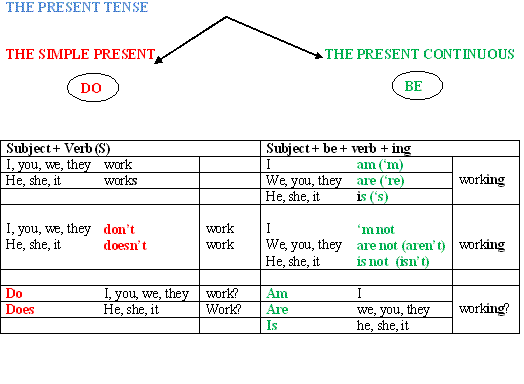 THE PRESENT TENSE
THE SIMPLE PRESENT THE PRESENT CONTINUOUS
DO BE
Subject + Verb (S) Subject + be + verb + ing
I, you, we, they work I am ('m)
He, she, it works We, you, they are ('re) working
He, she, it is ('s)
I, you, we, they don't work I 'm not
He, she, it doesn't work We, you, they are not (aren't) working
He, she, it is not (isn't)
Do I, you, we, they work? Am I
Does He, she, it Work? Are we, you, they working?
Is he, she, it